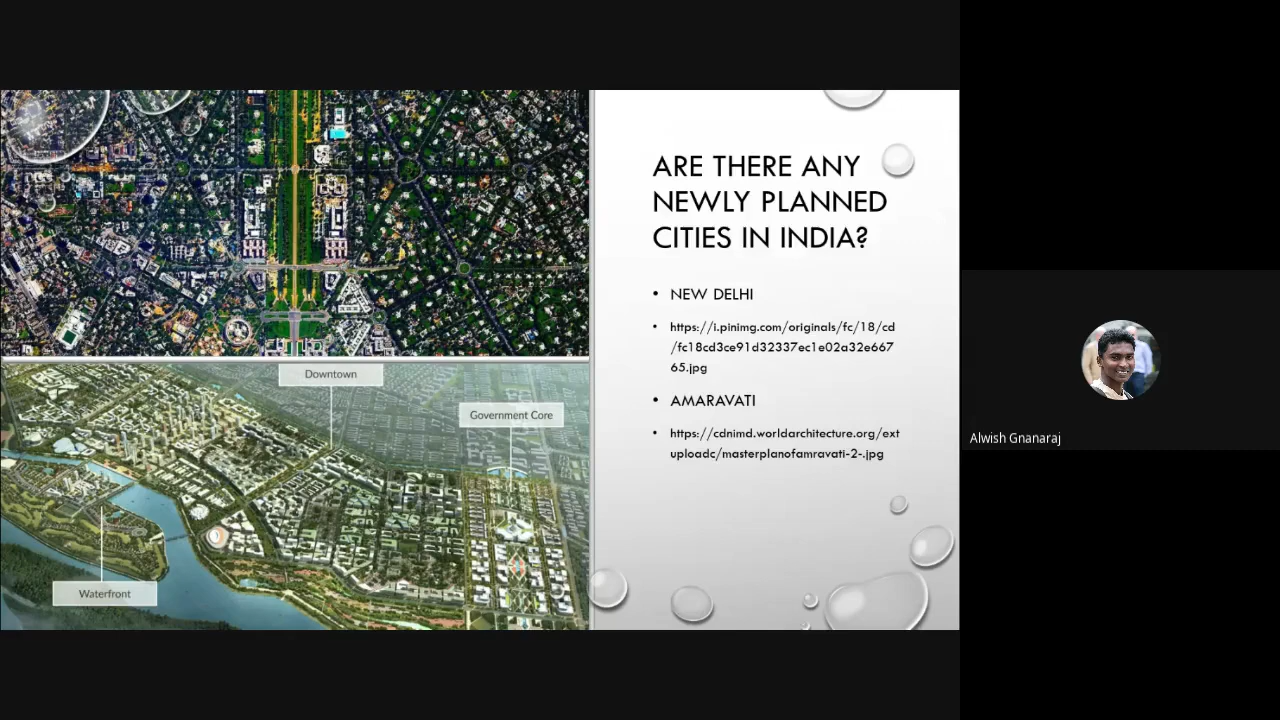 ARE THERE ANY
NEWLY PLANNED
CITIES IN INDIA?
• NEW DELHI
• https://i.pinimg.com/originals/fc/18/cd
/fc18cd3ce91d32337ec1e02a32e667
65.jpg
• AMARAVATI
• https://cdnimd.worldarchitecture.org/ext
uploadc/masterplanofamravati-2-.jpg
Downtown
Government Core
Waterfront
Alwish Gnanaraj